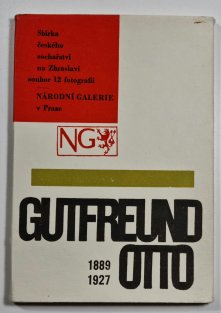 Sbírka
českého
sochařství
na Zbraslavi
soubor 12 fotografií
NÁRODNÍ GALERIE
v Praze
NG
GUTFREUND
1889
1927
OTTO